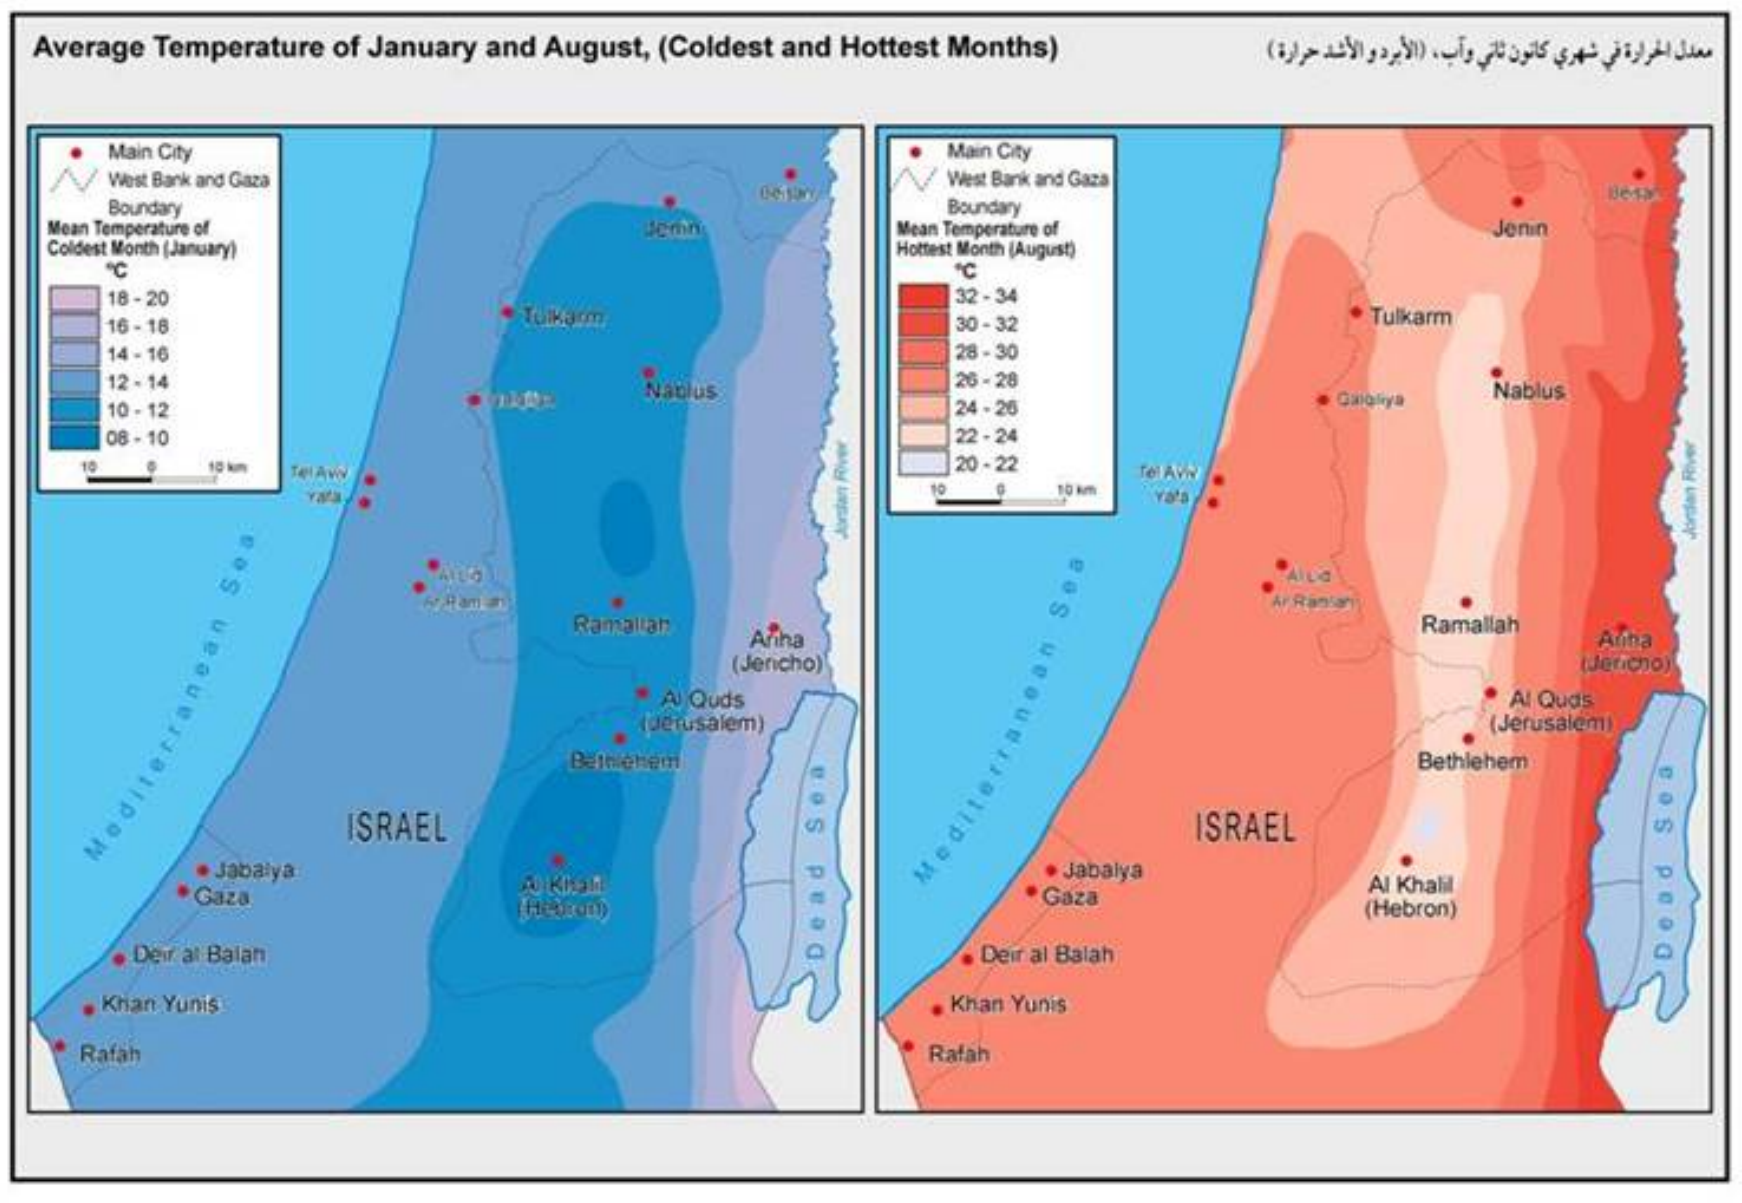 Average Temperature of January and August, (Coldest and Hottest Months)
معدل الحرارة في شهري كانون ثاني وآب، (الأبرد و الأشد حرارة )
Main City
West Bank and Gaza
Boundary
Mean Temperature of
Coldest Month (January)
°C
18 - 20
16 - 18
14 - 16
12 - 14
10 - 12
08 - 10
10 0 10 km
Beisan
Jenin
Tulkarm
Nablus
Qalqiliya
Tel Aviv
Yafa
Jordan River
Al Lid
Ar Ramlah
Ramallah
Ariha
(Jericho)
Al Quds
(Jerusalem)
Bethlehem
Mediterranean Sea
ISRAEL
Dead Sea
Jabalya
Gaza
Al Khalil
(Hebron)
Deir al Balah
Khan Yunis
Rafah
Main City
West Bank and Gaza
Boundary
Mean Temperature of
Hottest Month (August)
°C
32 - 34
30 - 32
28 - 30
26 - 28
24 - 26
22 - 24
20 - 22
10 0 10 km
Beisan
Jenin
Tulkarm
Nablus
Qalqiliya
Tel Aviv
Yafa
Jordan River
Al Lid
Ar Ramlah
Ramallah
Ariha
(Jericho)
Al Quds
(Jerusalem)
Bethlehem
Mediterranean Sea
ISRAEL
Dead Sea
Jabalya
Gaza
Al Khalil
(Hebron)
Deir al Balah
Khan Yunis
Rafah